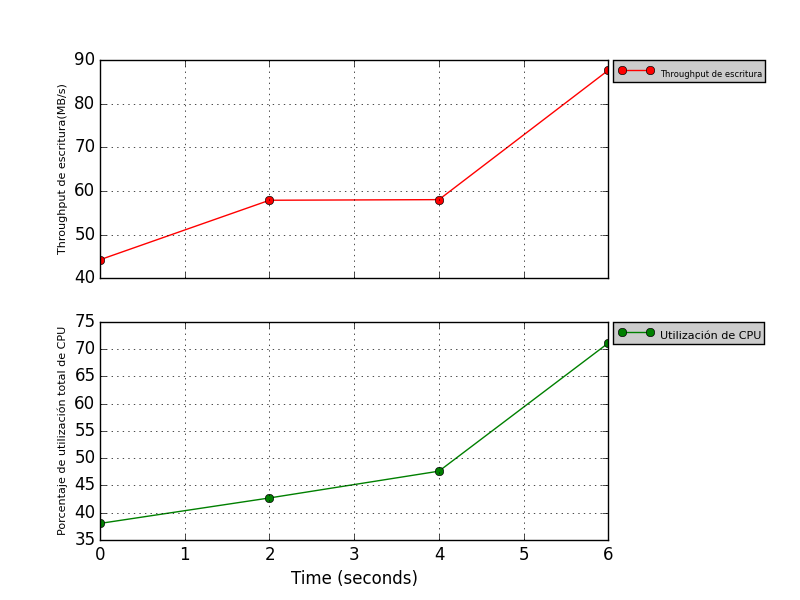 90
80
70
60
50
40
Throughput de escritura(MB/s)
Throughput de escritura
75
70
65
60
55
50
45
40
35
Porcentaje de utilización total de CPU
Utilización de CPU
0 1 2 3 4 5 6
Time (seconds)